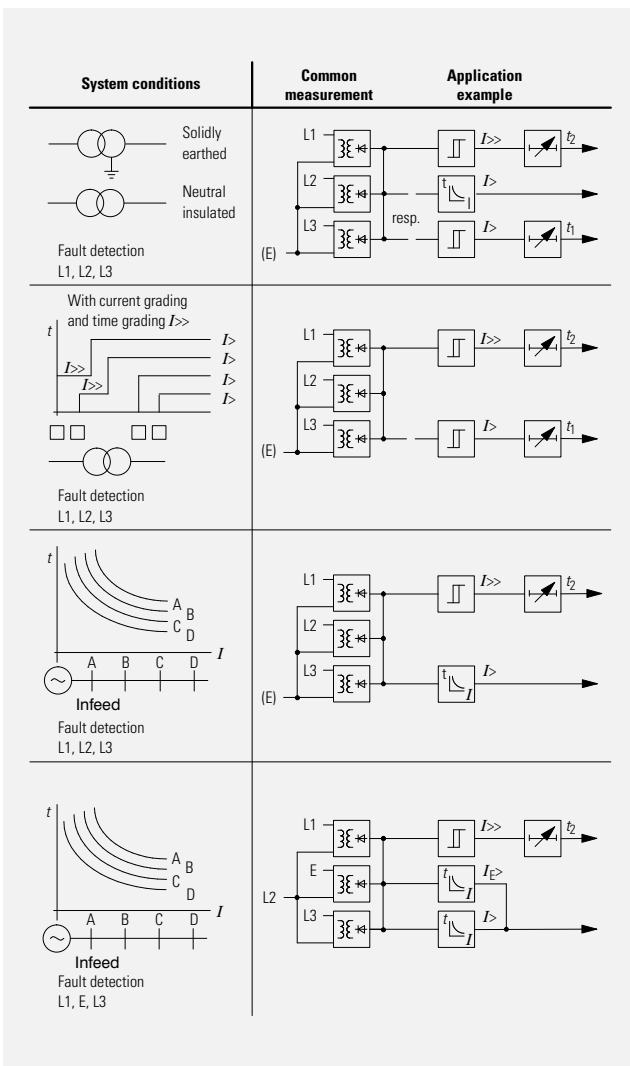 System conditions
Common
measurement
Application
example
Solidly
earthed
Neutral
insulated
Fault detection
L1, L2, L3
L1
L2
L3
(E)
resp.
I>>
t2
t
I
I>
I>
t1
With current grading
and time grading I>>
t
I>>
I>>
I>
I>
I>
I>
Fault detection
L1, L2, L3
L1
L2
L3
(E)
I>>
t2
I>
t1
t
A
B
C
D
I
A B C D
Infeed
Fault detection
L1, L2, L3
L1
L2
L3
(E)
I>>
t2
t
I
I>
t
A
B
C
D
I
A B C D
Infeed
Fault detection
L1, E, L3
L1
E
L3
L2
I>>
t2
t
I
IE>
t
I
I>